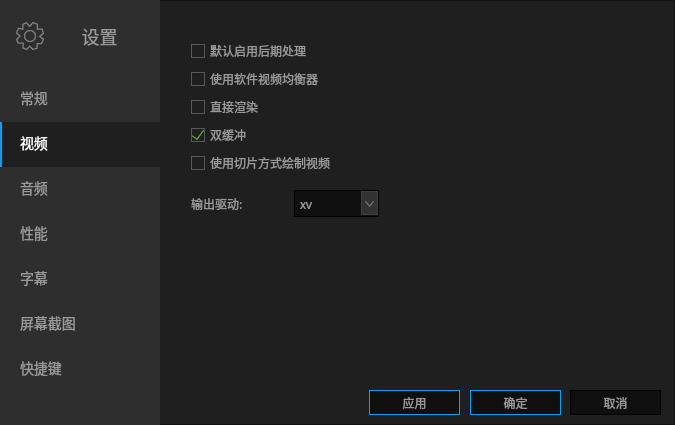 设置
常规
视频
音频
性能
字幕
屏幕截图
快捷键
默认启用后期处理
使用软件视频均衡器
直接渲染
双缓冲
使用切片方式绘制视频
输出驱动: xv
应用 确定 取消